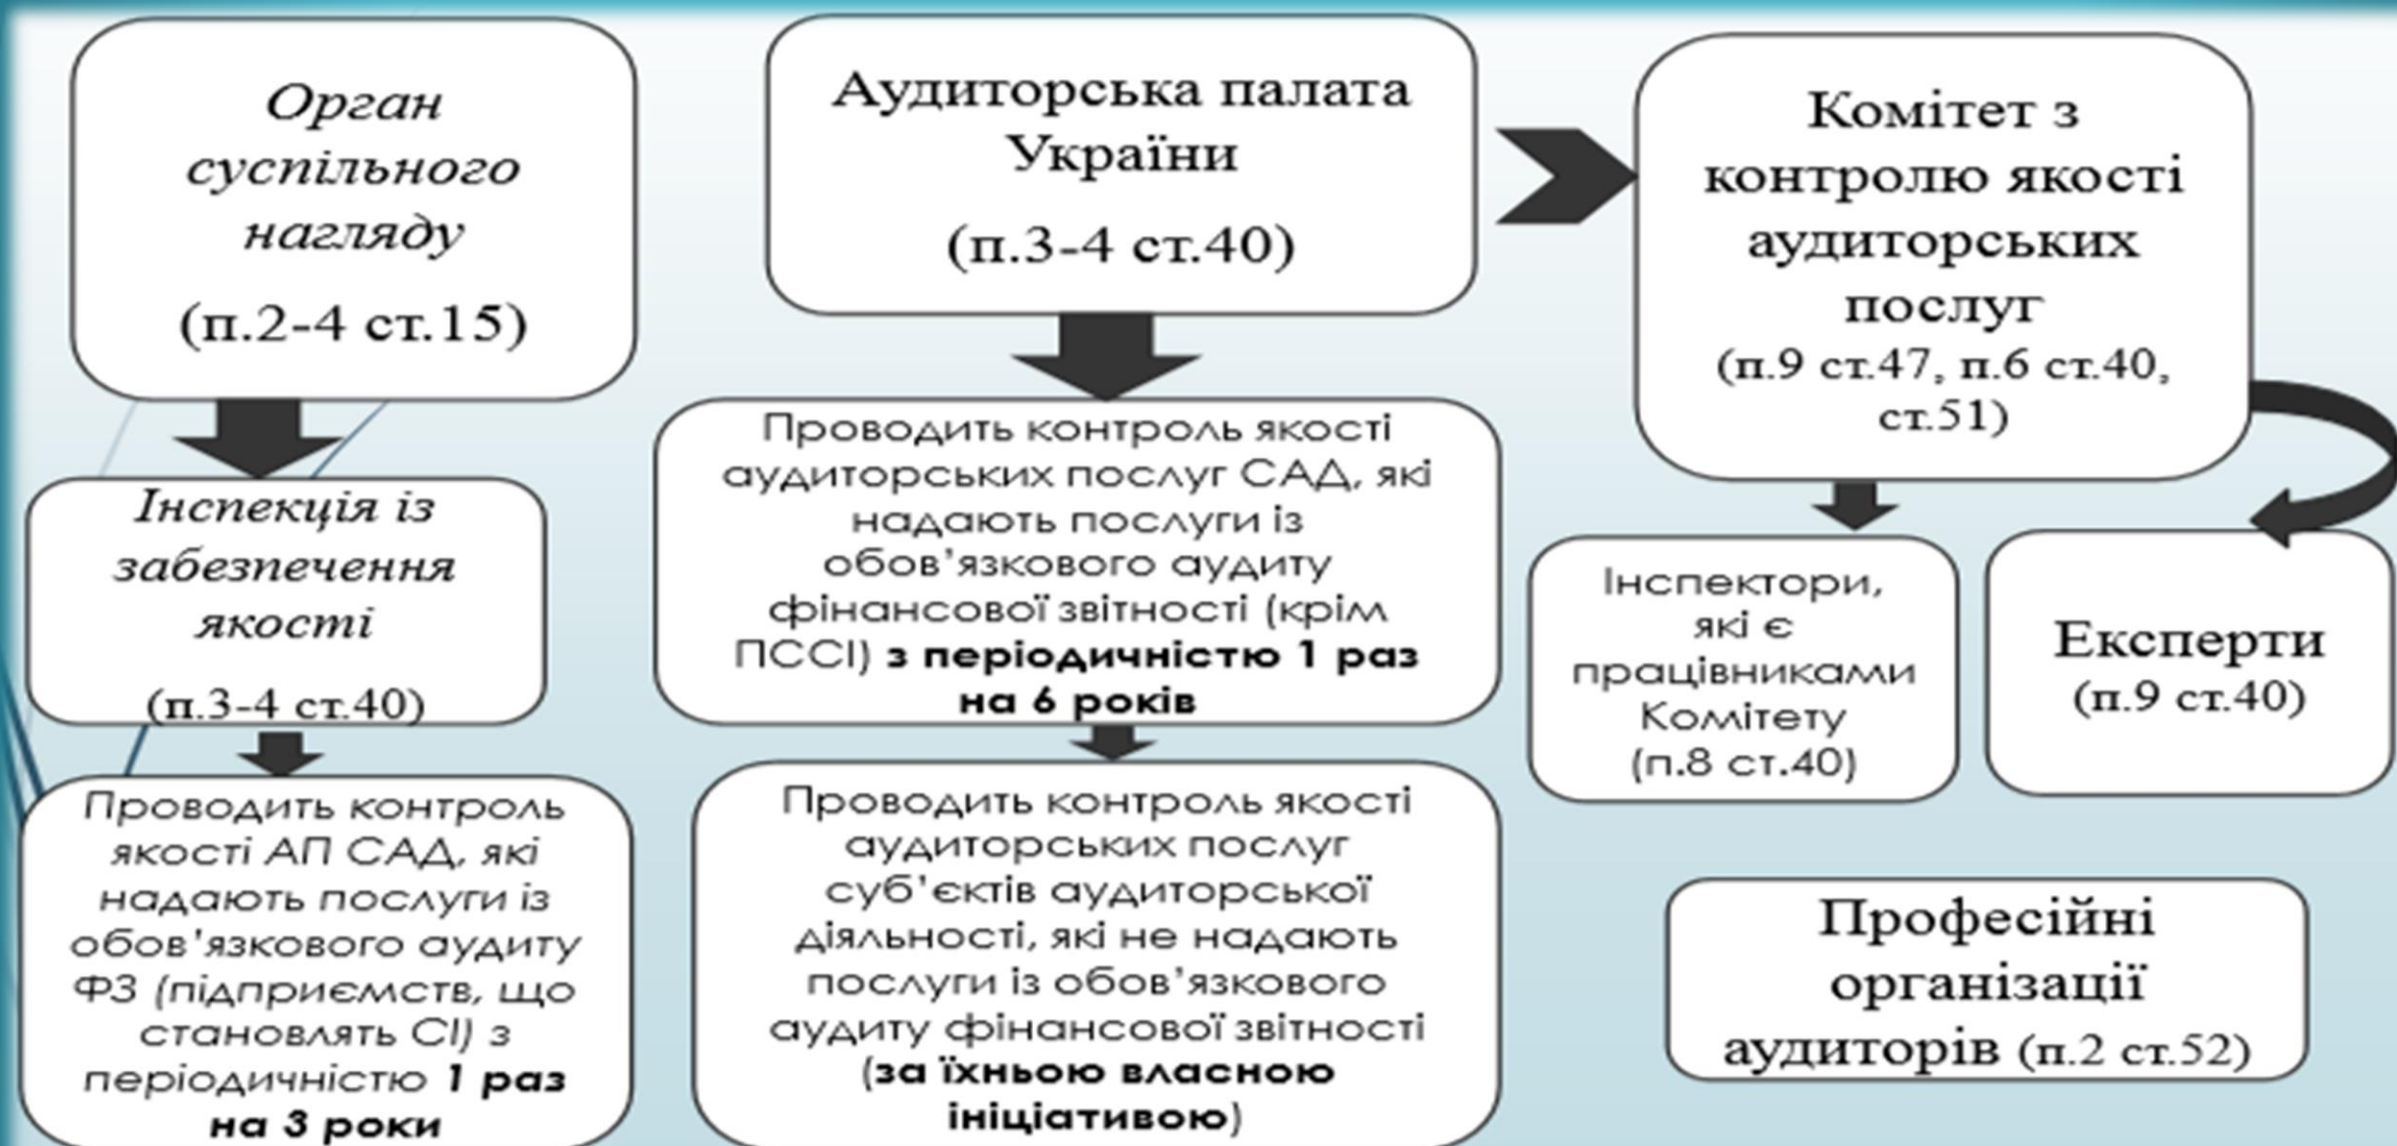 Орган
суспільного
нагляду
(п.2-4 ст.15)
Інспекція із
забезпечення
якості
(п.3-4 ст.40)
Проводить контроль
якості АП САД, які
надають послуги із
обов’язкового аудиту
ФЗ (підприємств, що
становлять СІ) з
періодичністю 1 раз
на 3 роки
Аудиторська палата
України
(п.3-4 ст.40)
Проводить контроль якості
аудиторських послуг САД, які
надають послуги із
обов’язкового аудиту
фінансової звітності (крім
ПССІ) з періодичністю 1 раз
на 6 років
Проводить контроль якості
аудиторських послуг
суб’єктів аудиторської
діяльності, які не надають
послуги із обов’язкового
аудиту фінансової звітності
(за їхньою власною
ініціативою)
Комітет з
контролю якості
аудиторських
послуг
(п.9 ст.47, п.6 ст.40,
ст.51)
Інспектори,
які є
працівниками
Комітету
(п.8 ст.40)
Експерти
(п.9 ст.40)
Професійні
організації
аудиторів (п.2 ст.52)